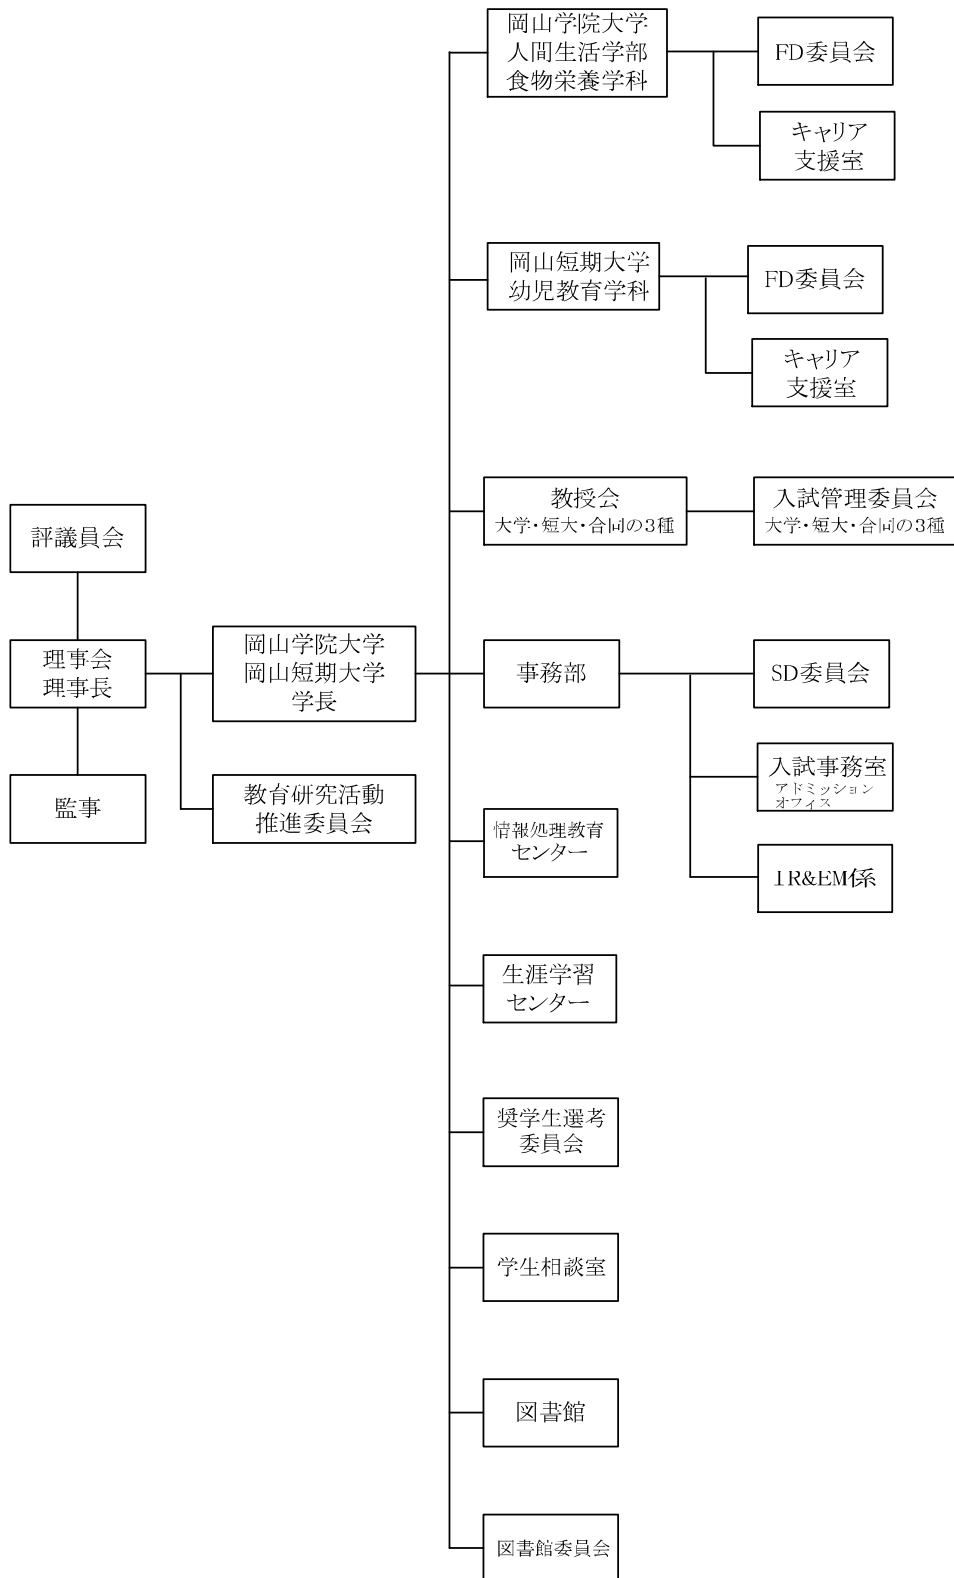 岡山学院大学
人間生活学部
食物栄養学科
FD委員会
キャリア
支援室
岡山短期大学
幼児教育学科
FD委員会
キャリア
支援室
教授会
大学・短大・合同の3種
入試管理委員会
大学・短大・合同の3種
評議員会
理事会
理事長
監事
岡山学院大学
岡山短期大学
学長
教育研究活動
推進委員会
事務部
SD委員会
入試事務室
アドミッション
オフィス
IR&EM係
情報処理教育
センター
生涯学習
センター
奨学生選考
委員会
学生相談室
図書館
図書館委員会